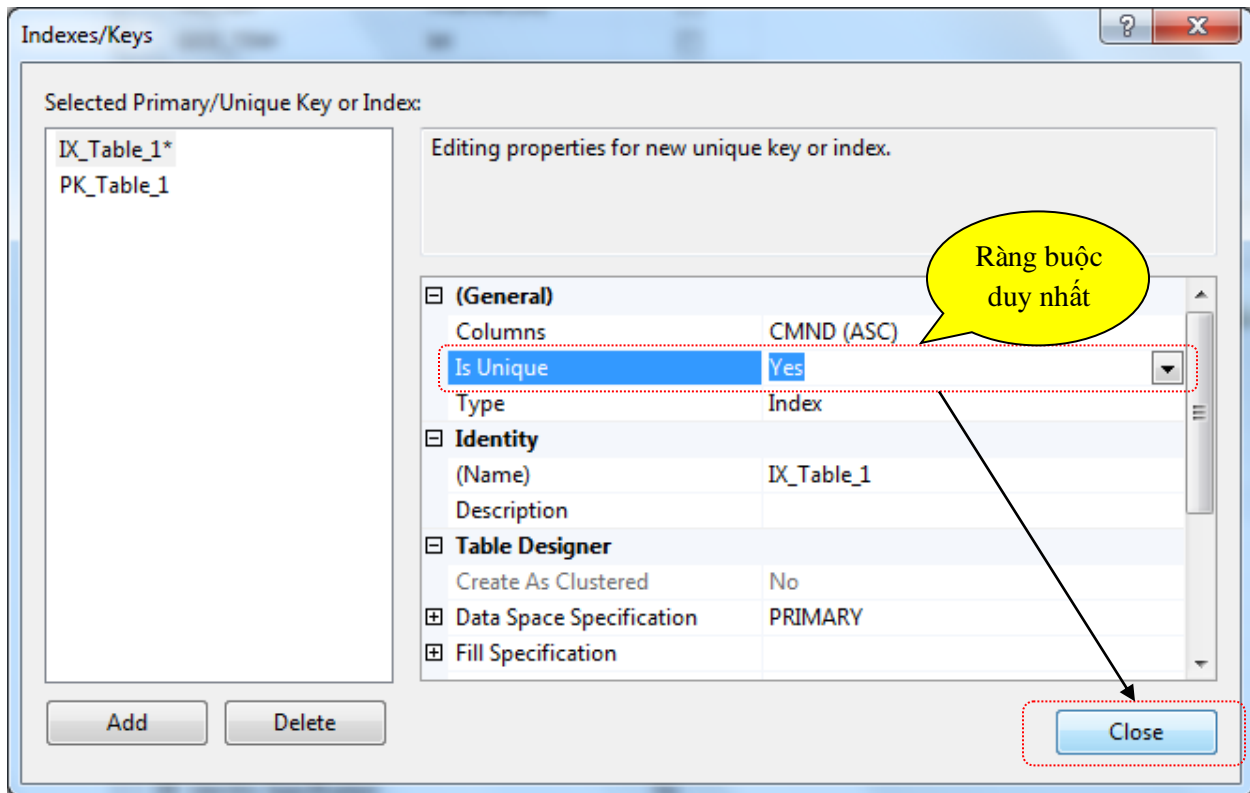 Indexes/Keys
Selected Primary/Unique Key or Index:
IX_Table_1*
PK_Table_1
Editing properties for new unique key or index.
Ràng buộc
duy nhất
(General)
Columns CMND (ASC)
Is Unique Yes
Type Index
Identity
(Name) IX_Table_1
Description
Table Designer
Create As Clustered No
Data Space Specification PRIMARY
Fill Specification
Add Delete
Close